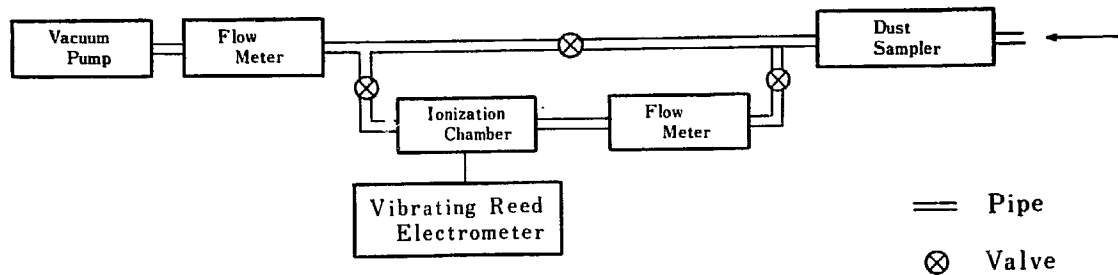 Vacuum
Pump
Flow
Meter
Dust
Sampler
Ionization
Chamber
Flow
Meter
Vibrating Reed
Electrometer
Pipe
Valve